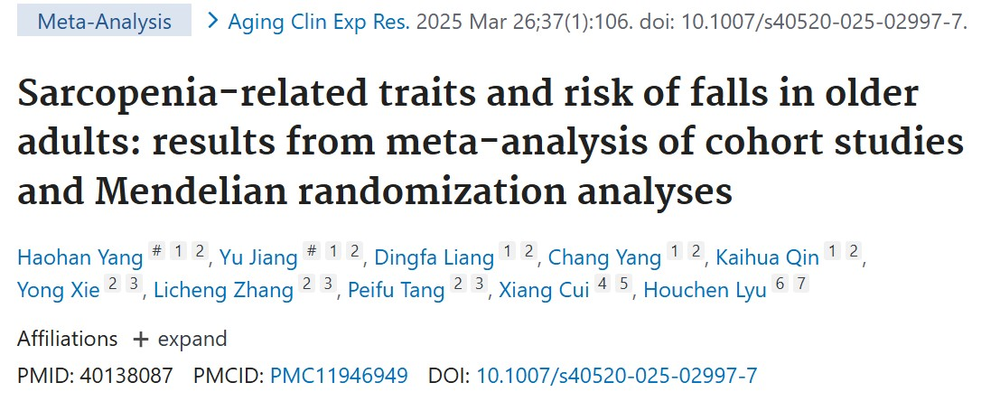 Meta-Analysis > Aging Clin Exp Res. 2025 Mar 26;37(1):106. doi: 10.1007/s40520-025-02997-7.
Sarcopenia-related traits and risk of falls in older
adults: results from meta-analysis of cohort studies
and Mendelian randomization analyses
Haohan Yang # 1 2, Yu Jiang # 1 2, Dingfa Liang 1 2, Chang Yang 1 2, Kaihua Qin 1 2,
Yong Xie 2 3, Licheng Zhang 2 3, Peifu Tang 2 3, Xiang Cui 4 5, Houchen Lyu 6 7
Affiliations + expand
PMID: 40138087 PMCID: PMC11946949 DOI: 10.1007/s40520-025-02997-7